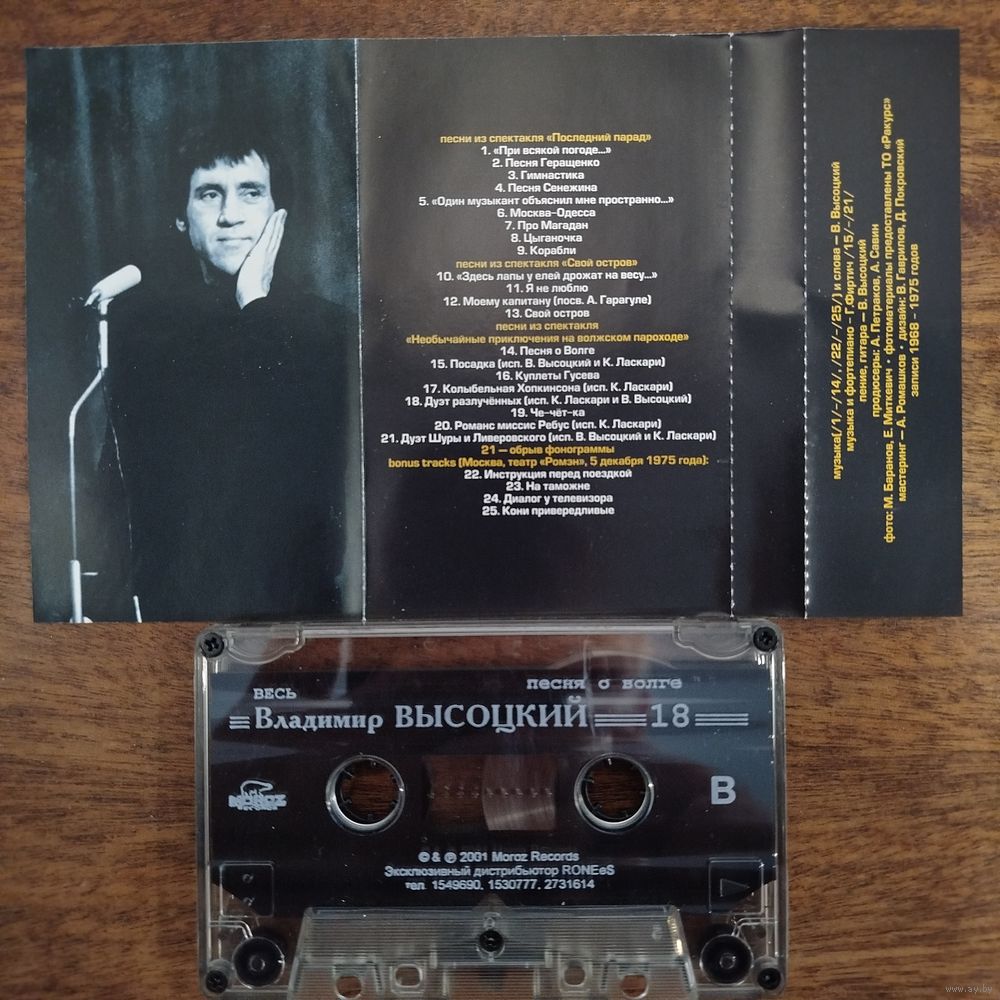 песни из спектакля «Последний парад»
1. «При всякой погоде...»
2. Песня Геращенко
3. Гимнастика
4. Песня Сенежина
5. «Один музыкант объяснил мне пространно...»
6. Москва-Одесса
7. Про Магадан
8. Цыганочка
9. Корабли
песни из спектакля «Свой остров»
10. «Здесь лапы у елей дрожат на весу...»
11. Я не люблю
12. Моему капитану (посв. А. Гарагуле)
13. Свой остров
песни из спектакля
«Необычайные приключения на волжском пароходе»
14. Песня о Волге
15. Посадка (исп. В. Высоцкий и К. Ласкари)
16. Куплеты Гусева
17. Колыбельная Хопкинсона (исп. К. Ласкари)
18. Дуэт разлучённых (исп. К. Ласкари и В. Высоцкий)
19. Че-чёт-ка
20. Романс миссис Ребус (исп. К. Ласкари)
21. Дуэт Шуры и Ливеровского (исп. В. Высоцкий и К. Ласкари)
21 — обрыв фонограммы
bonus tracks (Москва, театр «Ромэн», 5 декабря 1975 года):
22. Инструкция перед поездкой
23. На таможне
24. Диалог у телевизора
25. Кони привередливые
музыка(/1/-/14/, /22/-/25/) и слова — В. Высоцкий
музыка и фортепиано - Г. Фиртич /15/-/21/
пение, гитара — В. Высоцкий
продюсеры: А. Петраков, А. Савин
фото: М. Баранов, Е. Миткевич • фотоматериалы предоставлены ТО «Ракурс»
мастеринг — А. Ромашков • дизайн: В. Гаврилов, Д. Покровский
записи 1968 - 1975 годов
весь
песня о волге
Владимир ВЫСОЦКИЙ 18
MOROZ
RECORDS
B
© & ℗ 2001 Moroz Records
Эксклюзивный дистрибьютор RONEeS
тел. 1549690, 1530777, 2731614
www.ay.by